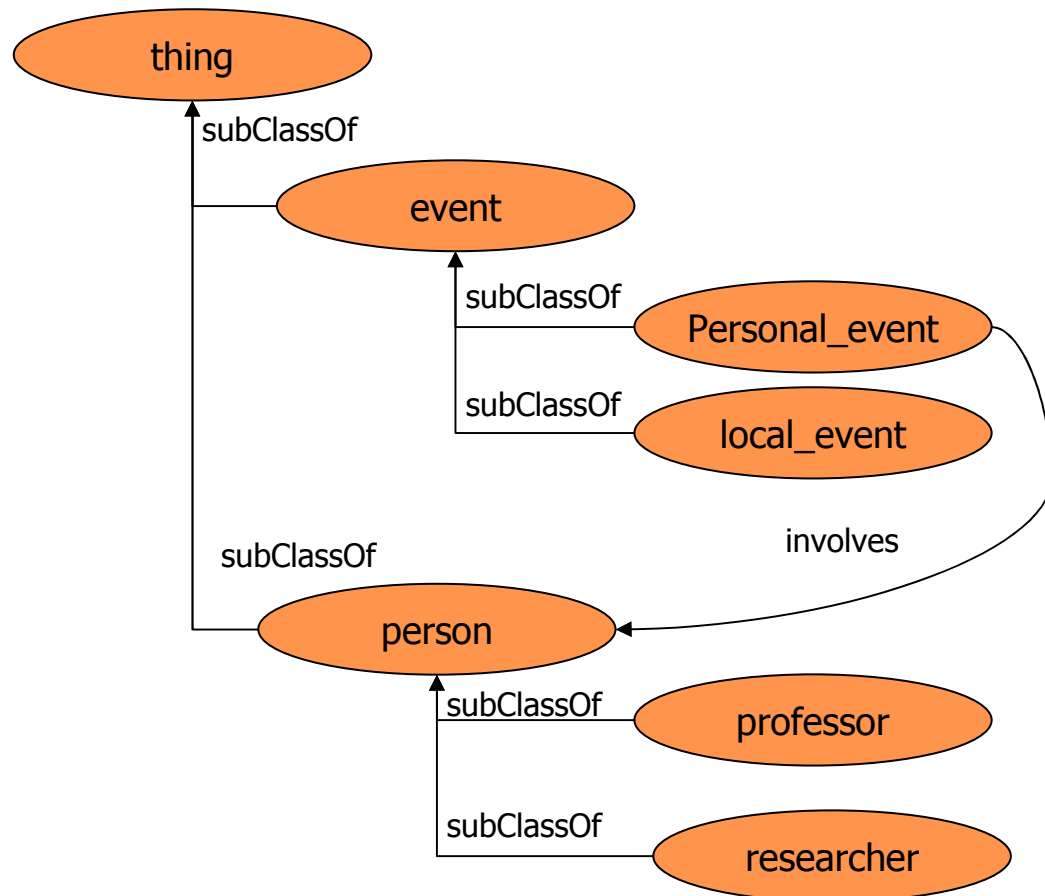 thing
subClassOf
event
subClassOf
Personal_event
subClassOf
local_event
involves
subClassOf
person
subClassOf
professor
subClassOf
researcher